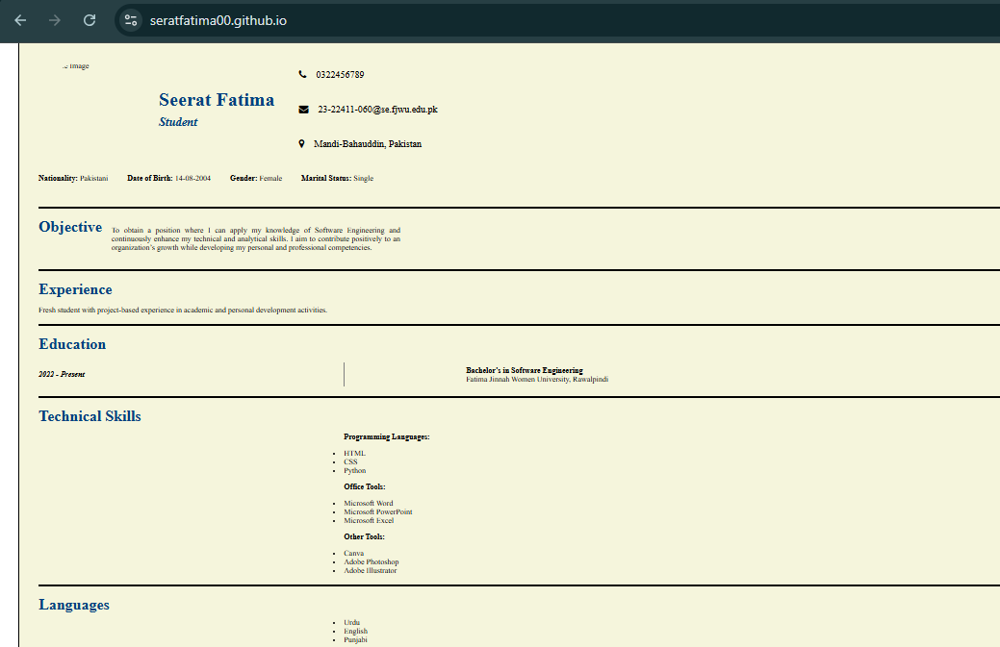 seratfatima00.github.io
image
0322456789
Seerat Fatima
23-22411-060@se.fjwu.edu.pk
Student
Mandi-Bahauddin, Pakistan
Nationality: Pakistani Date of Birth: 14-08-2004 Gender: Female Marital Status: Single
Objective
To obtain a position where I can apply my knowledge of Software Engineering and
continuously enhance my technical and analytical skills. I aim to contribute positively to an
organization's growth while developing my personal and professional competencies.
Experience
Fresh student with project-based experience in academic and personal development activities.
Education
2022 - Present
Bachelor's in Software Engineering
Fatima Jinnah Women University, Rawalpindi
Technical Skills
Programming Languages:
• HTML
• CSS
• Python
Office Tools:
• Microsoft Word
• Microsoft PowerPoint
• Microsoft Excel
Other Tools:
• Canva
• Adobe Photoshop
• Adobe Illustrator
Languages
• Urdu
• English
• Punjabi